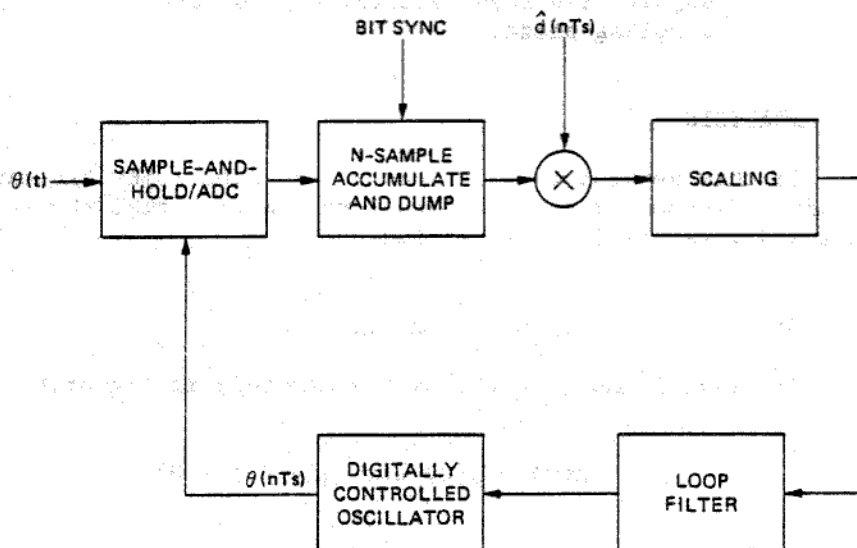 BIT SYNC
d̂(nTs)
θ(t)
SAMPLE-AND-
HOLD/ADC
N-SAMPLE
ACCUMULATE
AND DUMP
×
SCALING
θ(nTs)
DIGITALLY
CONTROLLED
OSCILLATOR
LOOP
FILTER